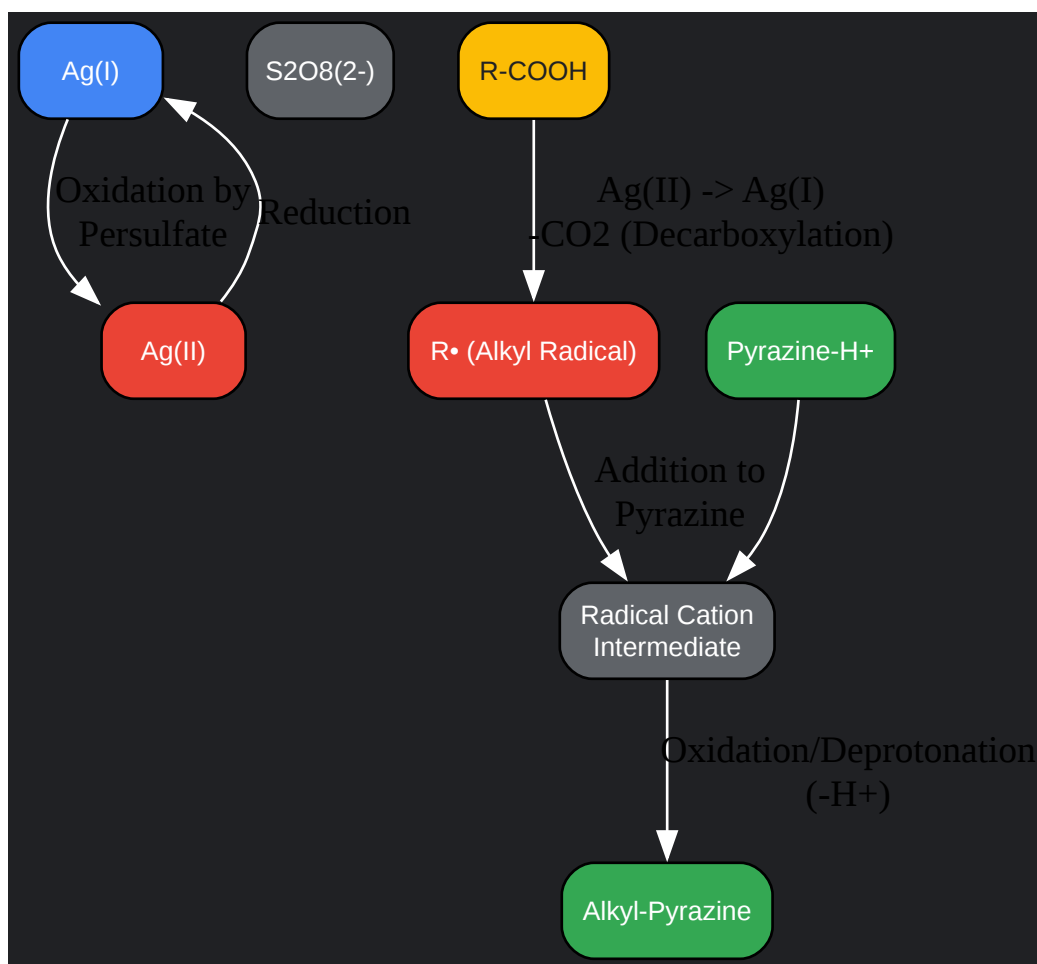 Ag(I)
S2O8(2-)
R-COOH
Oxidation by
Persulfate
Reduction
Ag(II) -> Ag(I)
-CO2 (Decarboxylation)
Ag(II)
R• (Alkyl Radical)
Pyrazine-H+
Addition to
Pyrazine
Radical Cation
Intermediate
Oxidation/Deprotonation
(-H+)
Alkyl-Pyrazine